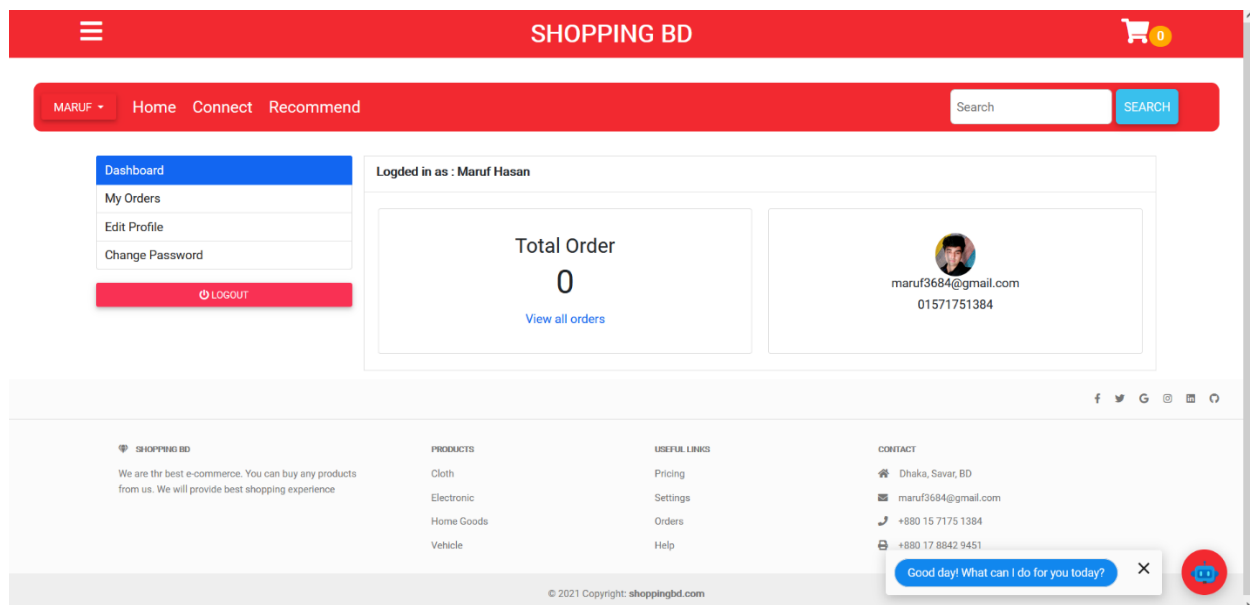 SHOPPING BD
0
MARUF
Home Connect Recommend
Search
SEARCH
Dashboard
My Orders
Edit Profile
Change Password
LOGOUT
Logded in as : Maruf Hasan
Total Order
0
View all orders
maruf3684@gmail.com
01571751384
SHOPPING BD
We are thr best e-commerce. You can buy any products
from us. We will provide best shopping experience
PRODUCTS
Cloth
Electronic
Home Goods
Vehicle
USEFUL LINKS
Pricing
Settings
Orders
Help
CONTACT
Dhaka, Savar, BD
maruf3684@gmail.com
+880 15 7175 1384
+880 17 8842 9451
Good day! What can I do for you today?
© 2021 Copyright: shoppingbd.com